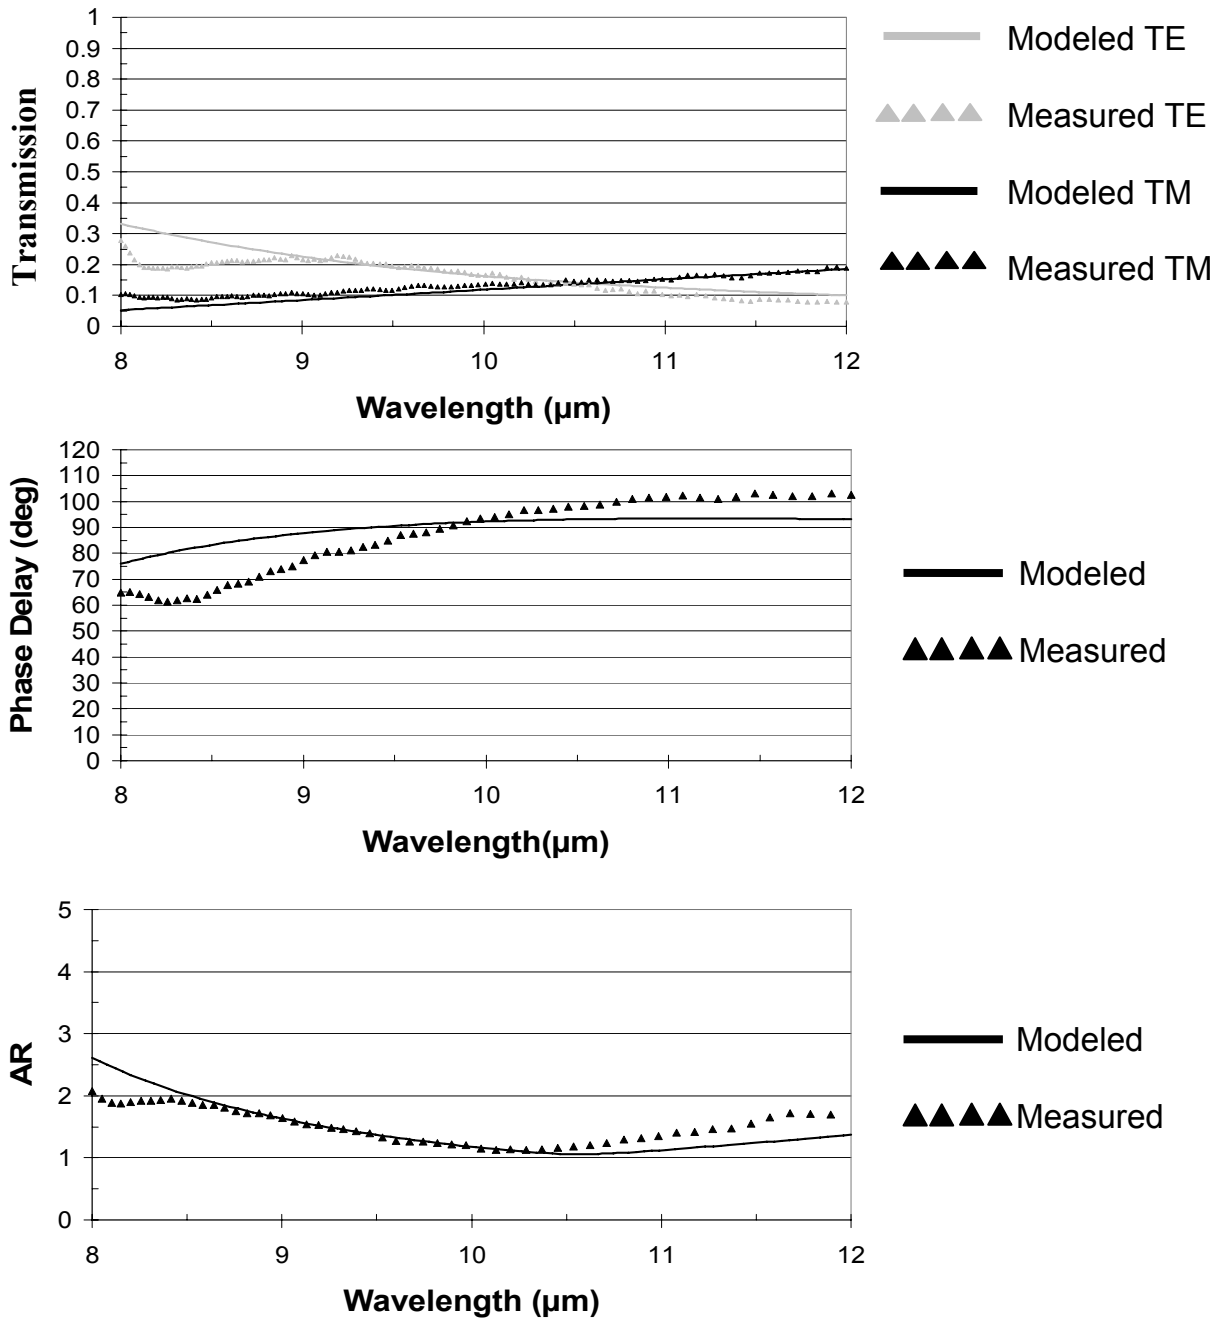 1
0.9
0.8
0.7
0.6
0.5
0.4
0.3
0.2
0.1
0
Transmission
8 9 10 11 12
Wavelength (μm)
Modeled TE
Measured TE
Modeled TM
Measured TM
120
110
100
90
80
70
60
50
40
30
20
10
0
Phase Delay (deg)
8 9 10 11 12
Wavelength(μm)
Modeled
Measured
5
4
3
2
1
0
AR
8 9 10 11 12
Wavelength (μm)
Modeled
Measured